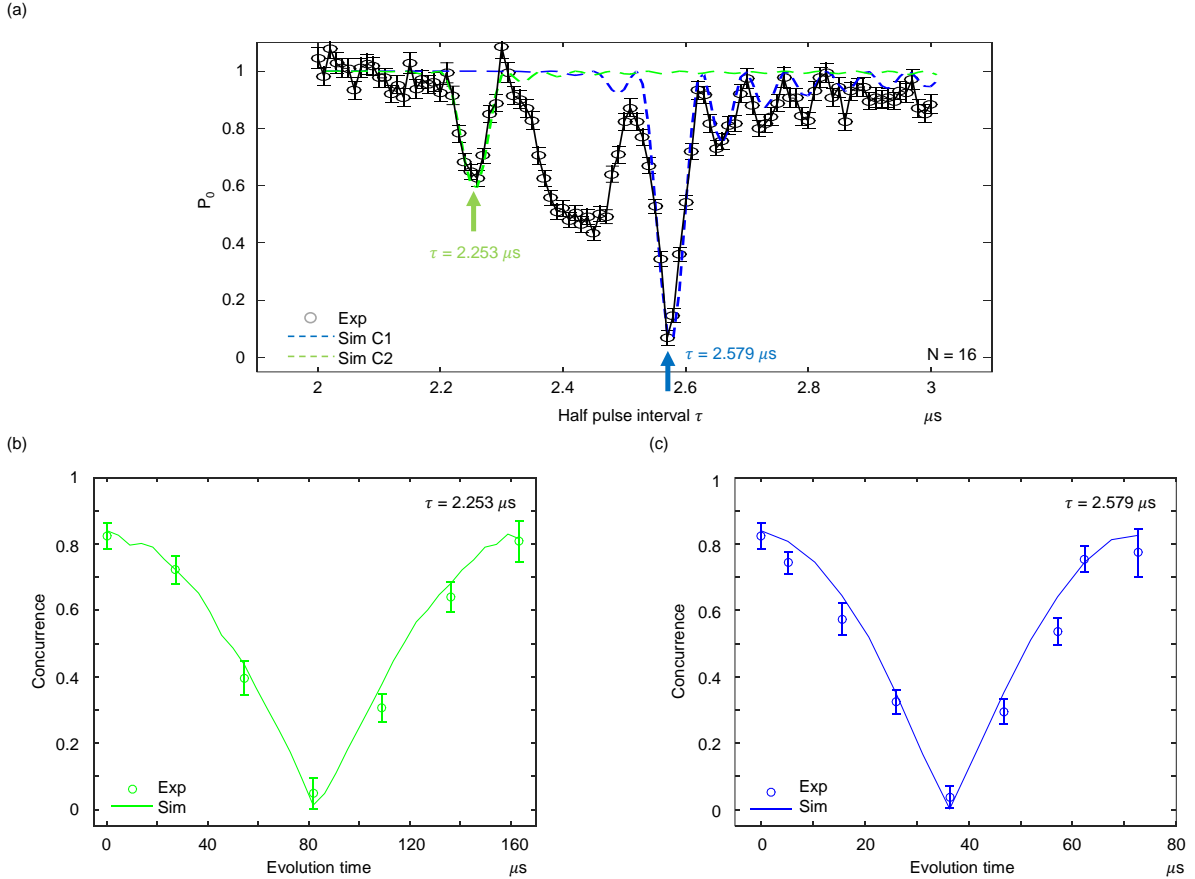 (a)
1
0.8
0.6
0.4
0.2
0
P0
τ = 2.253 μs
Exp
Sim C1
Sim C2
τ = 2.579 μs
N = 16
2
2.2
2.4
2.6
2.8
3
Half pulse interval τ
μs
(b)
1
0.8
0.6
0.4
0.2
0
Concurrence
τ = 2.253 μs
Exp
Sim
0
40
80
120
160
Evolution time
μs
(c)
1
0.8
0.6
0.4
0.2
0
Concurrence
τ = 2.579 μs
Exp
Sim
0
20
40
60
80
Evolution time
μs